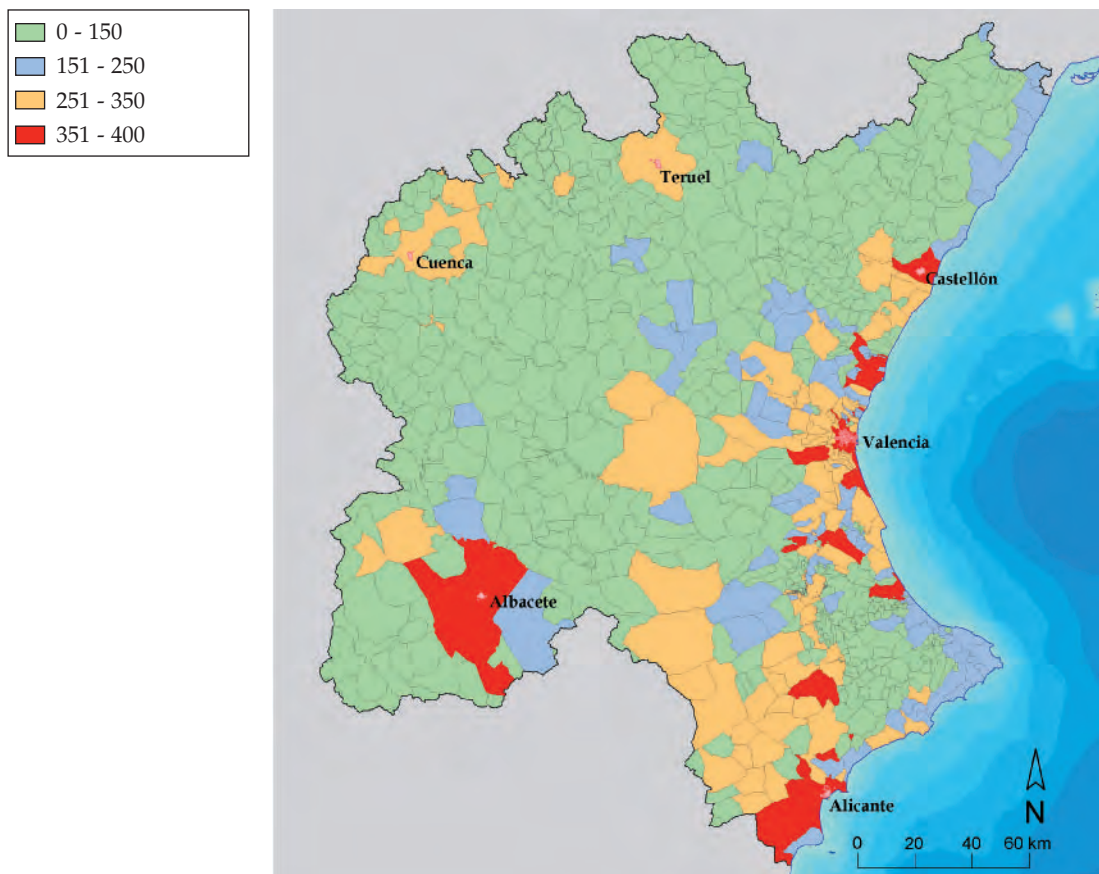 0 - 150
151 - 250
251 - 350
351 - 400
Teruel
Cuenca
Castellón
Valencia
Albacete
Alicante
N
0 20 40 60 km